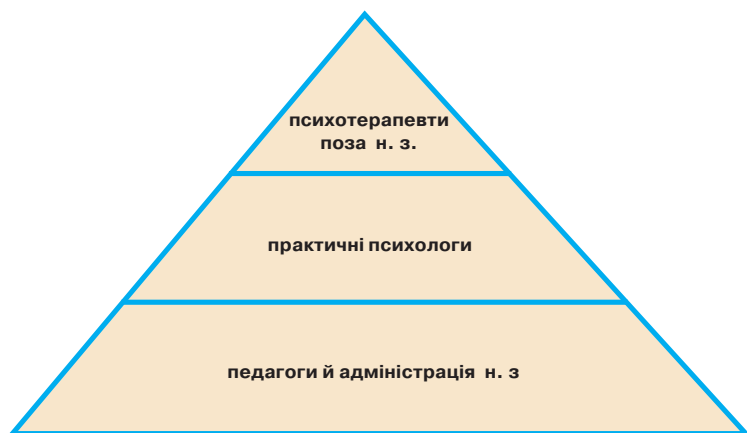 психотерапевти
поза н. з.
практичні психологи
педагоги й адміністрація н. з